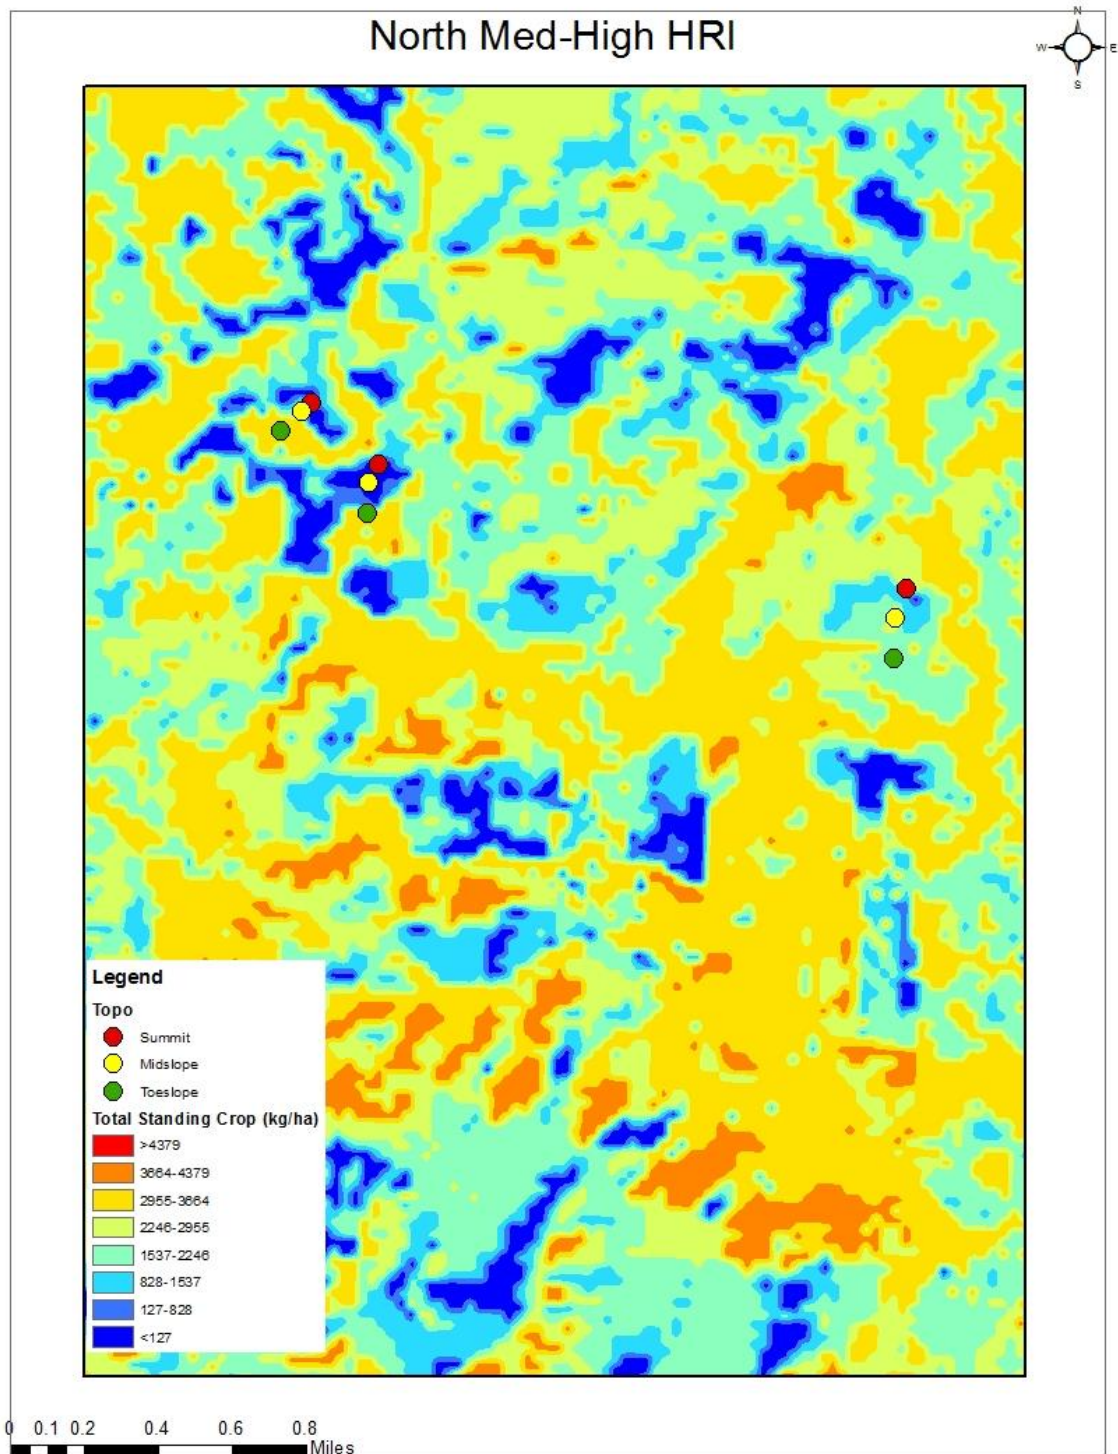 North Med-High HRI
N
W E
S
Legend
Topo
Summit
Midslope
Toeslope
Total Standing Crop (kg/ha)
>4379
3664-4379
2955-3664
2246-2955
1537-2246
828-1537
127-828
<127
0 0.1 0.2 0.4 0.6 0.8
Miles